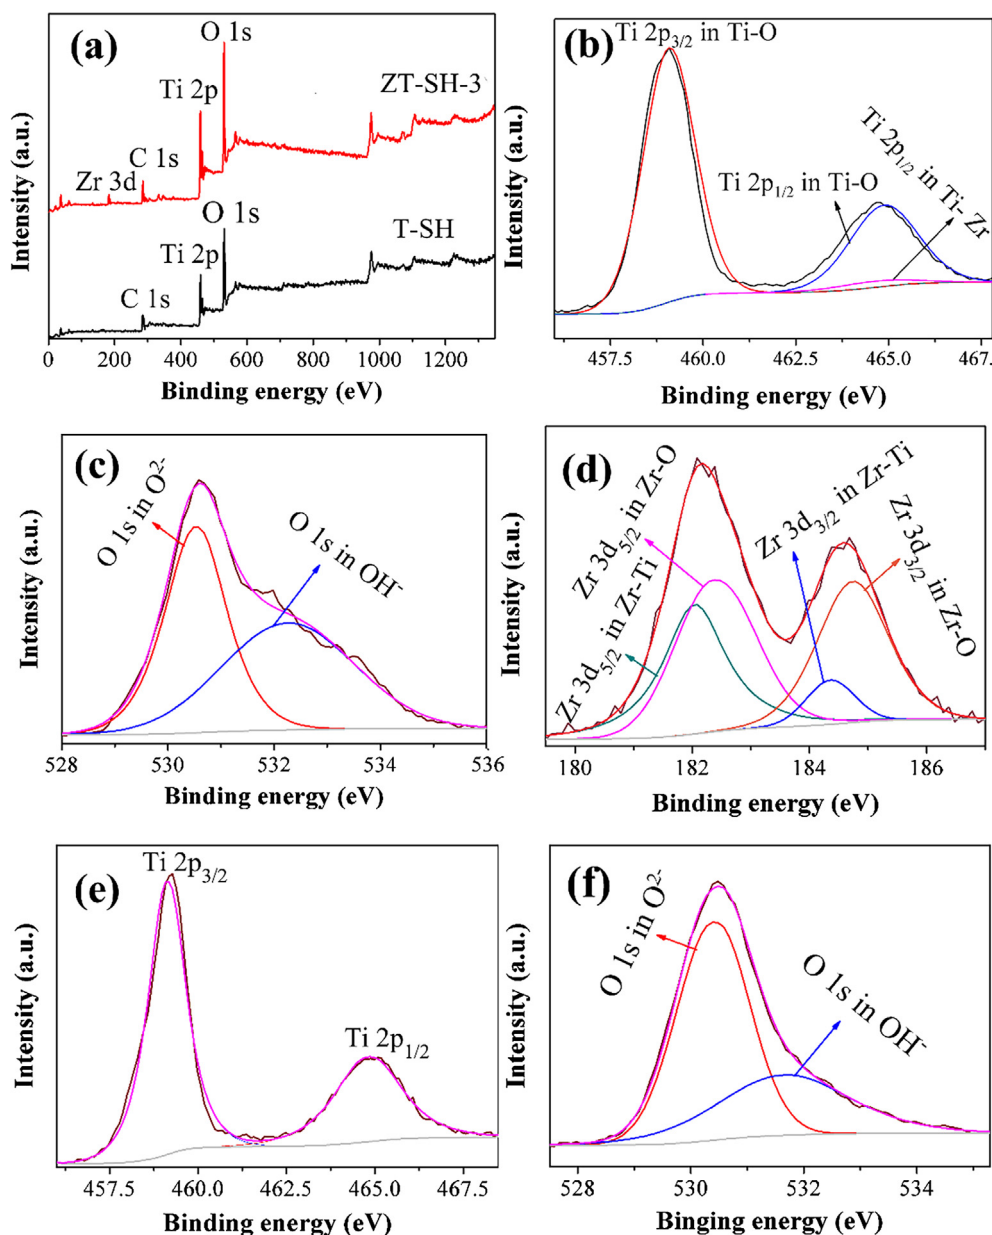 (a)
O 1s
Ti 2p
ZT-SH-3
C 1s
Zr 3d
O 1s
T-SH
Ti 2p
C 1s
Intensity (a.u.)
0 200 400 600 800 1000 1200
Binding energy (eV)
(b)
Ti 2p3/2 in Ti-O
Ti 2p1/2 in Ti-O
Ti 2p1/2 in Ti- Zr
Intensity (a.u.)
457.5 460.0 462.5 465.0 467.
Binding energy (eV)
(c)
O 1s in O2-
O 1s in OH-
Intensity (a.u.)
528 530 532 534 536
Binding energy (eV)
(d)
Zr 3d5/2 in Zr-Ti
Zr 3d5/2 in Zr-O
Zr 3d3/2 in Zr-Ti
Zr 3d3/2 in Zr-O
Intensity (a.u.)
180 182 184 186
Binding energy (eV)
(e)
Ti 2p3/2
Ti 2p1/2
Intensity (a.u.)
457.5 460.0 462.5 465.0 467.5
Binding energy (eV)
(f)
O 1s in O2-
O 1s in OH-
Intensity (a.u.)
528 530 532 534
Binging energy (eV)